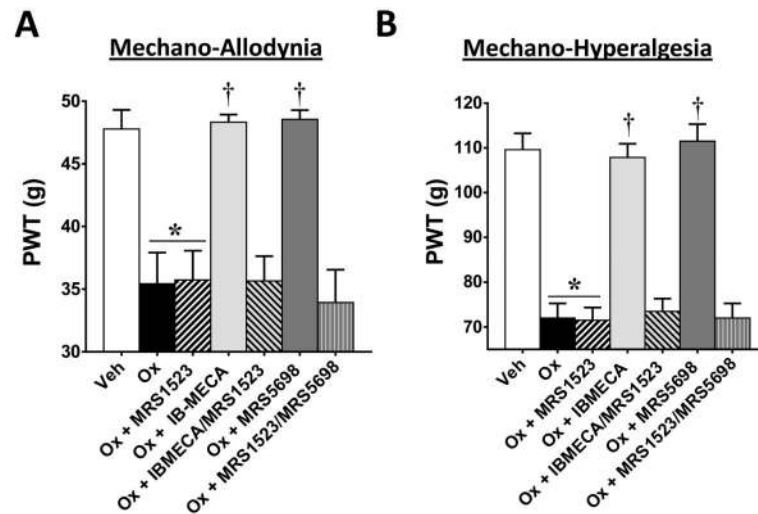 A
Mechano-Allodynia
PWT (g)
50
45
40
35
30
*
†
†
Veh
Ox
Ox + MRS1523
Ox + IB-MECA
Ox + IBMECA/MRS1523
Ox + MRS5698
Ox + MRS1523/MRS5698
B
Mechano-Hyperalgesia
PWT (g)
120
110
100
90
80
70
*
†
†
Veh
Ox
Ox + MRS1523
Ox + IBMECA
Ox + IBMECA/MRS1523
Ox + MRS5698
Ox + MRS1523/MRS5698